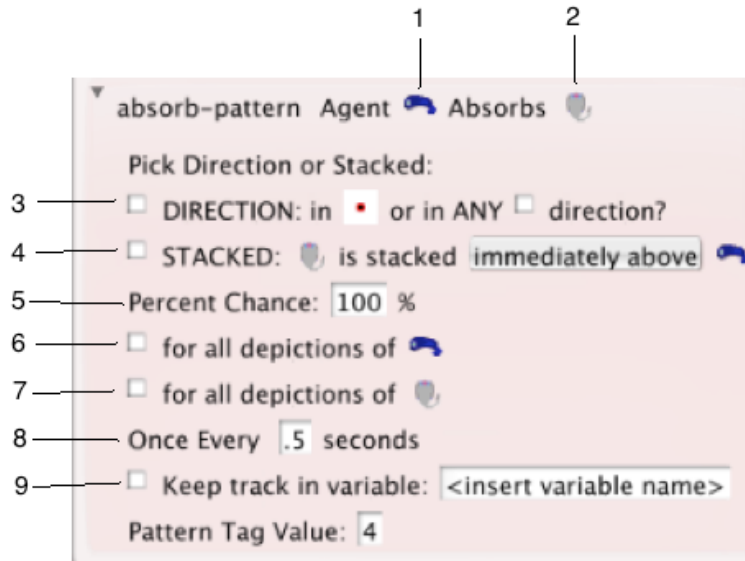 1 2
absorb-pattern Agent Absorbs
Pick Direction or Stacked:
3 DIRECTION: in or in ANY direction?
4 STACKED: is stacked immediately above
5 Percent Chance: 100 %
6 for all depictions of
7 for all depictions of
8 Once Every .5 seconds
9 Keep track in variable: <insert variable name>
Pattern Tag Value: 4